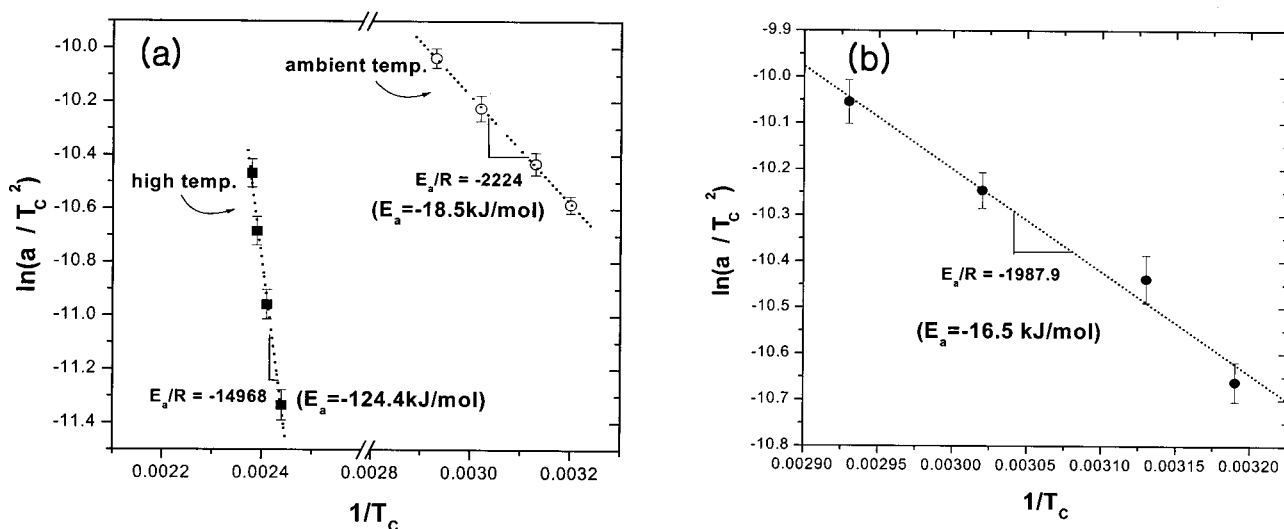 (a)
ambient temp.
high temp.
Eₐ/R = -2224
(Eₐ=-18.5kJ/mol)
Eₐ/R = -14968
(Eₐ=-124.4kJ/mol)
ln(a / T_C²)
-10.0
-10.2
-10.4
-10.6
-10.8
-11.0
-11.2
-11.4
0.0022
0.0024
0.0028
0.0030
0.0032
1/T_C
(b)
Eₐ/R = -1987.9
(Eₐ=-16.5 kJ/mol)
ln(a / T_C²)
-9.9
-10.0
-10.1
-10.2
-10.3
-10.4
-10.5
-10.6
-10.7
-10.8
0.00290
0.00295
0.00300
0.00305
0.00310
0.00315
0.00320
1/T_C